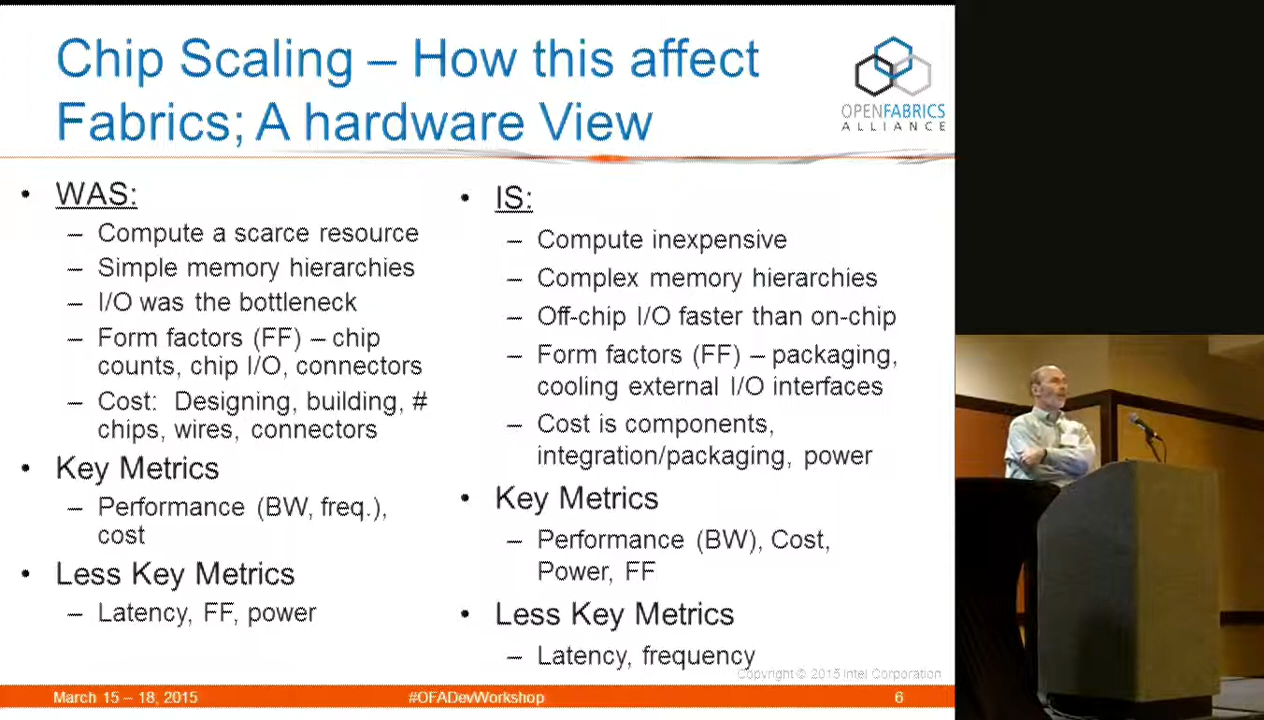 Chip Scaling – How this affect
Fabrics; A hardware View
OPENFABRICS
ALLIANCE
• WAS:
– Compute a scarce resource
– Simple memory hierarchies
– I/O was the bottleneck
– Form factors (FF) – chip
counts, chip I/O, connectors
– Cost: Designing, building, #
chips, wires, connectors
• Key Metrics
– Performance (BW, freq.),
cost
• Less Key Metrics
– Latency, FF, power
• IS:
– Compute inexpensive
– Complex memory hierarchies
– Off-chip I/O faster than on-chip
– Form factors (FF) – packaging,
cooling external I/O interfaces
– Cost is components,
integration/packaging, power
• Key Metrics
– Performance (BW), Cost,
Power, FF
• Less Key Metrics
– Latency, frequency
Copyright © 2015 Intel Corporation
March 15 – 18, 2015
#OFADevWorkshop
6